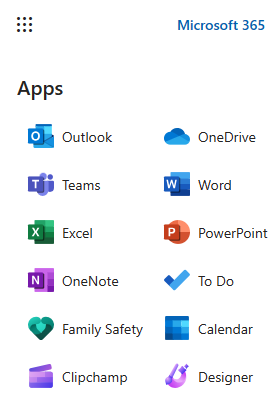 Microsoft 365
Apps
Outlook
OneDrive
Teams
Word
Excel
PowerPoint
OneNote
To Do
Family Safety
Calendar
Clipchamp
Designer